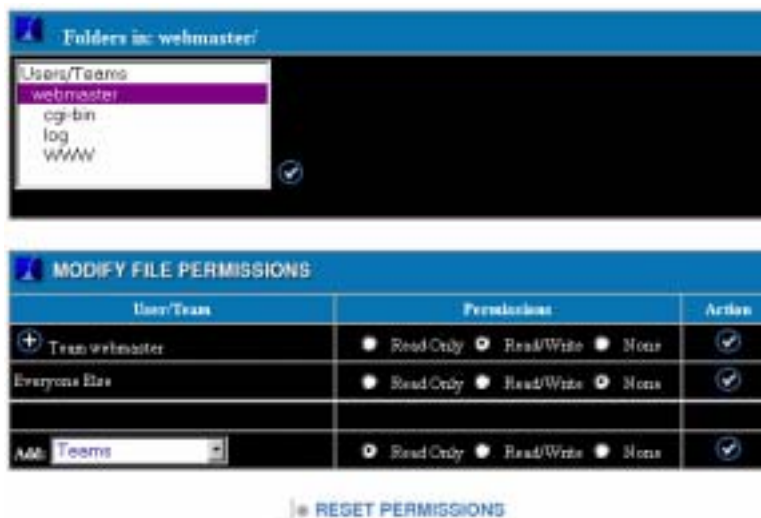 Folders in: webmaster/
Users/Teams
webmaster
cgi-bin
log
WWW
MODIFY FILE PERMISSIONS
User/Team Permissions Action
Team webmaster Read Only Read/Write None
Everyone Else Read Only Read/Write None
Add: Teams Read Only Read/Write None
RESET PERMISSIONS